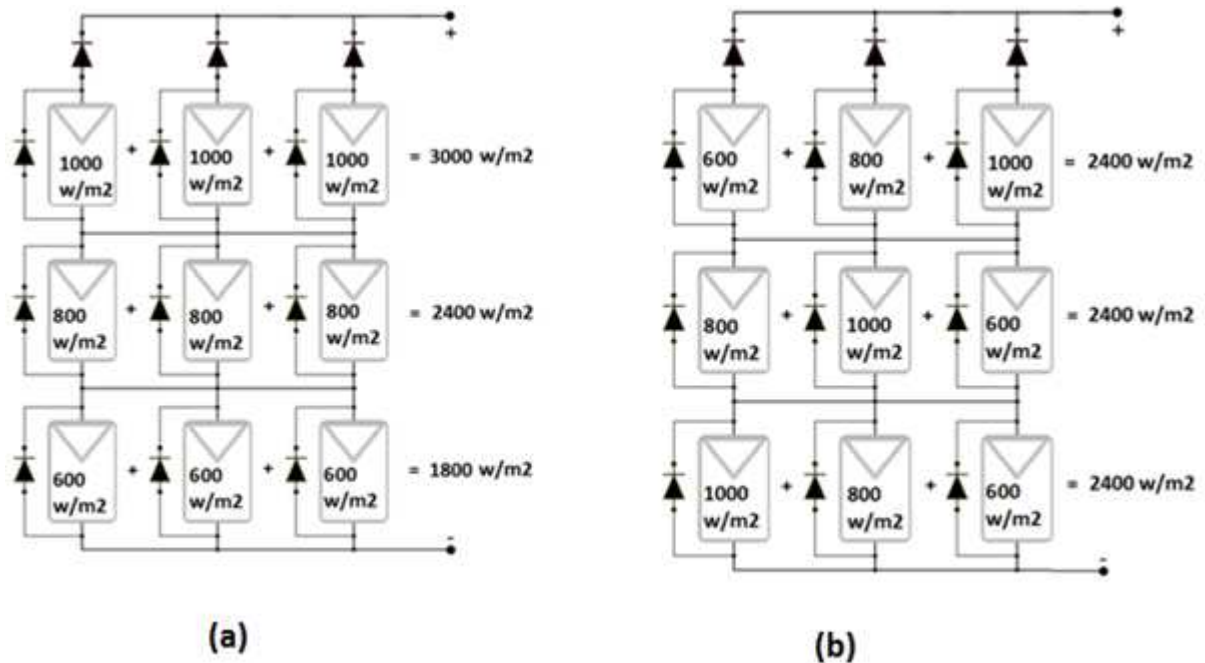 +
1000 w/m2 + 1000 w/m2 + 1000 w/m2 = 3000 w/m2
800 w/m2 + 800 w/m2 + 800 w/m2 = 2400 w/m2
600 w/m2 + 600 w/m2 + 600 w/m2 = 1800 w/m2
-
(a)
+
600 w/m2 + 800 w/m2 + 1000 w/m2 = 2400 w/m2
800 w/m2 + 1000 w/m2 + 600 w/m2 = 2400 w/m2
1000 w/m2 + 800 w/m2 + 600 w/m2 = 2400 w/m2
-
(b)